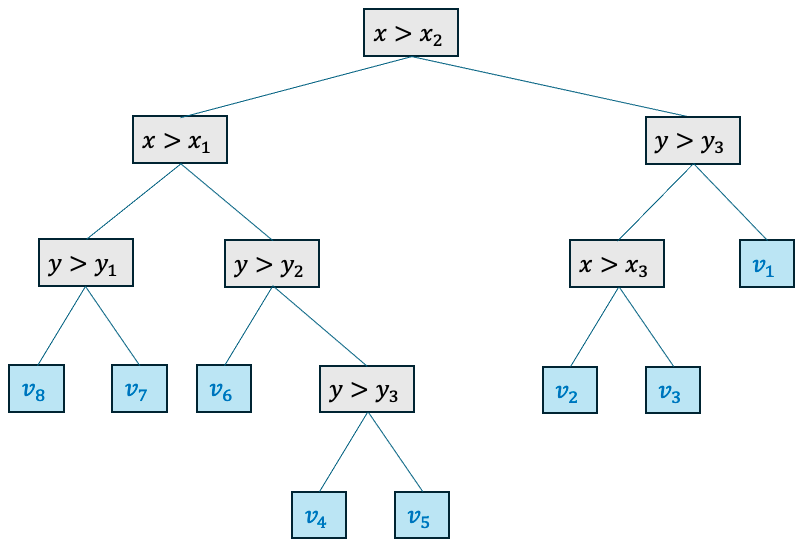 x > x₂
x > x₁
y > y₃
y > y₁
y > y₂
x > x₃
v₁
v₈
v₇
v₆
y > y₃
v₂
v₃
v₄
v₅